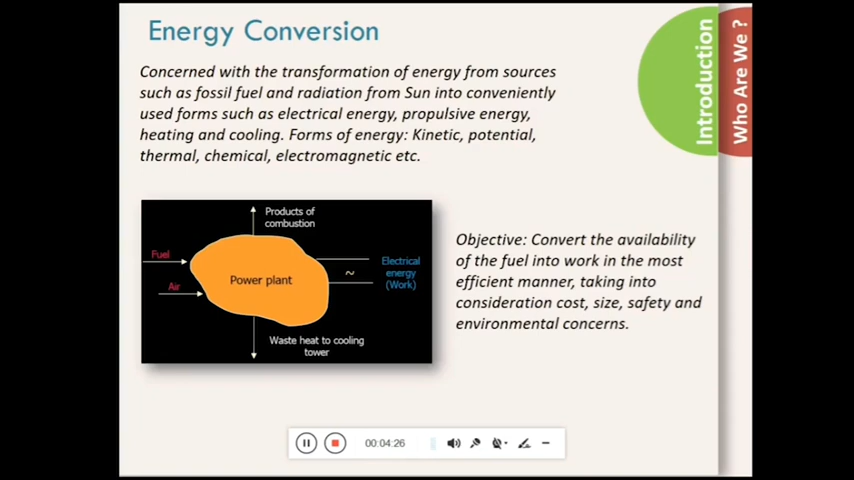 Energy Conversion
Concerned with the transformation of energy from sources
such as fossil fuel and radiation from Sun into conveniently
used forms such as electrical energy, propulsive energy,
heating and cooling. Forms of energy: Kinetic, potential,
thermal, chemical, electromagnetic etc.
Introduction
Who Are We ?
Products of
combustion
Fuel
Air
Power plant
~
Electrical
energy
(Work)
Waste heat to cooling
tower
Objective: Convert the availability
of the fuel into work in the most
efficient manner, taking into
consideration cost, size, safety and
environmental concerns.
00:04:26